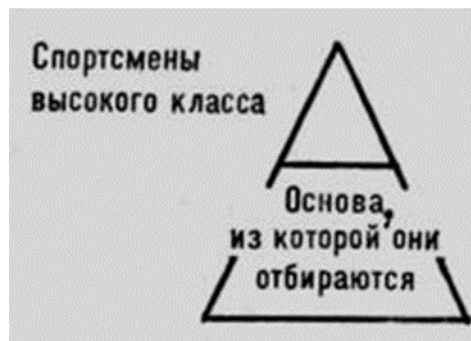 Спортсмены
высокого класса
Основа,
из которой они
отбираются